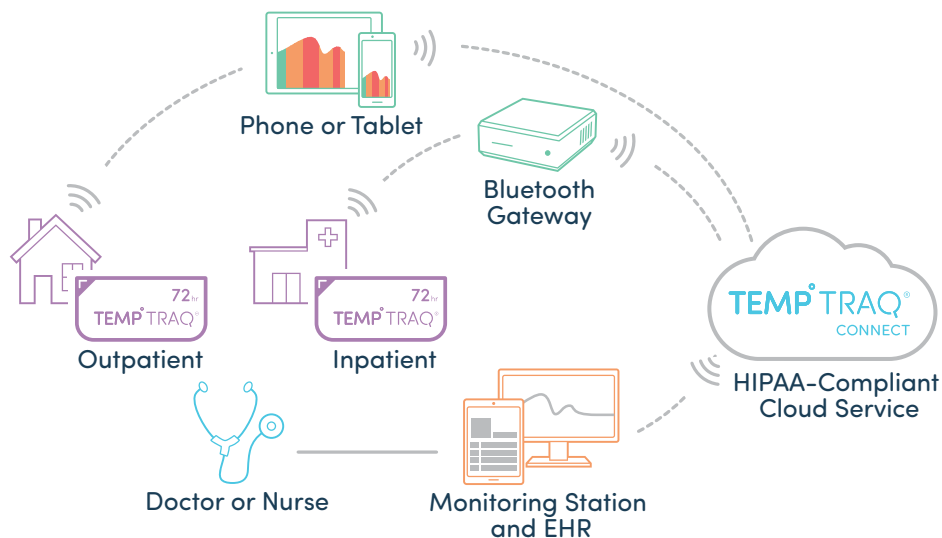 Phone or Tablet
Bluetooth
Gateway
72hr
TEMP°TRAQ®
Outpatient
72hr
TEMP°TRAQ®
Inpatient
TEMP°TRAQ®
CONNECT
HIPAA-Compliant
Cloud Service
Doctor or Nurse
Monitoring Station
and EHR